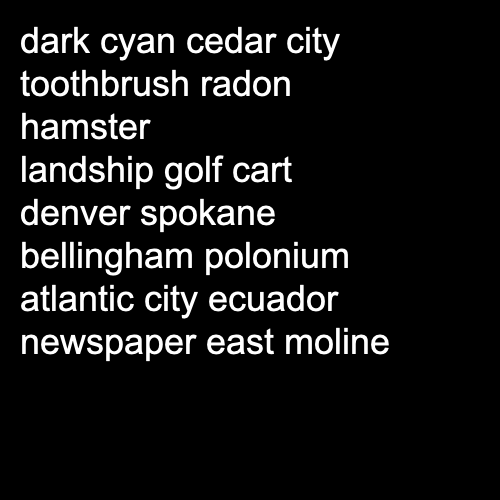 dark cyan cedar city
toothbrush radon
hamster
landship golf cart
denver spokane
bellingham polonium
atlantic city ecuador
newspaper east moline